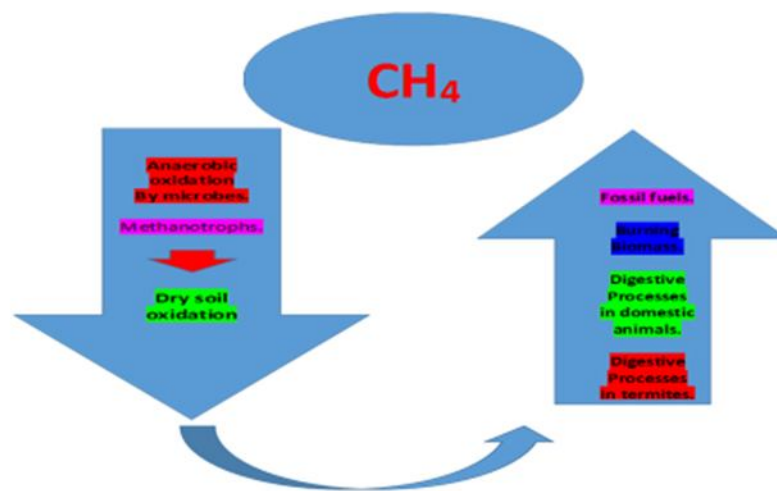 CH₄
Anaerobic
oxidation
By microbes.
Methanotrophs.
Dry soil
oxidation
Fossil fuels.
Burning
Biomass.
Digestive
Processes
in domestic
animals.
Digestive
Processes
in termites.